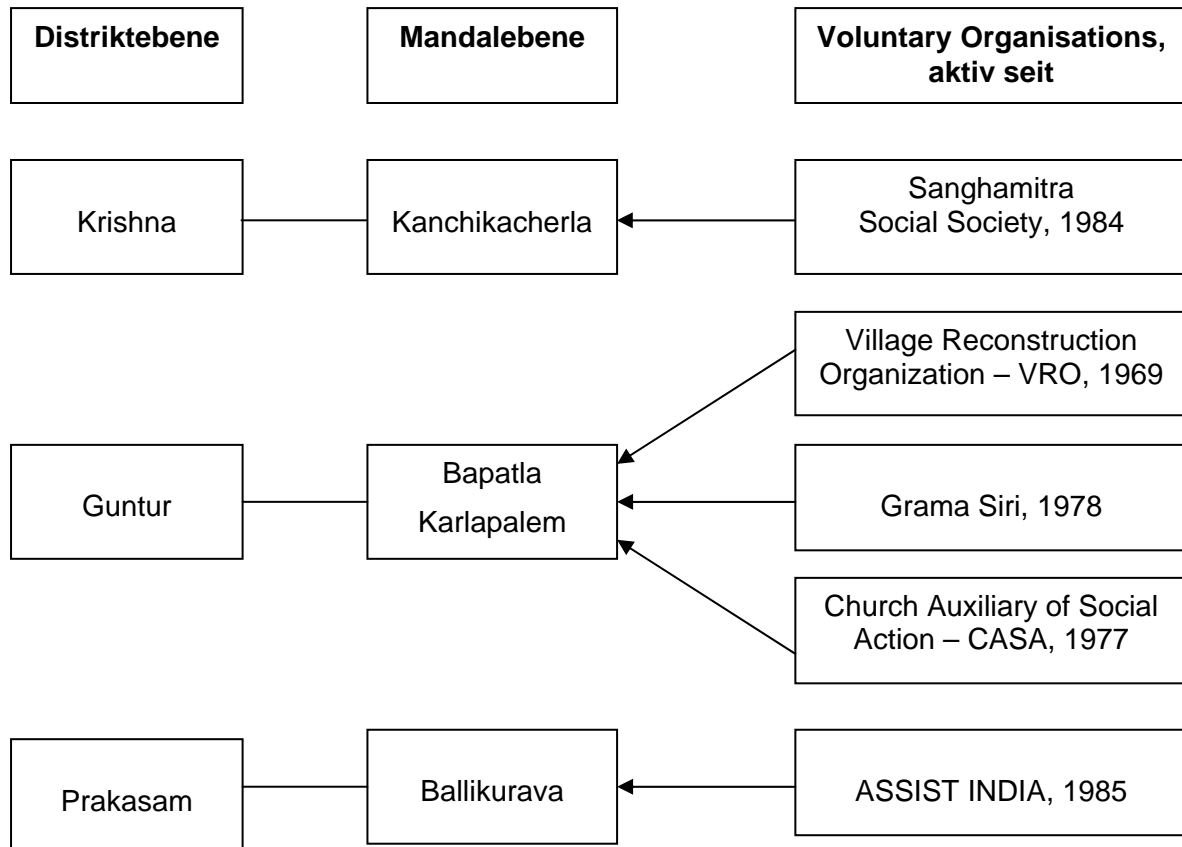 Distriktebene
Mandalebene
Voluntary Organisations,
aktiv seit
Krishna
Kanchikacherla
Sanghamitra
Social Society, 1984
Village Reconstruction
Organization – VRO, 1969
Guntur
Bapatla
Karlapalem
Grama Siri, 1978
Church Auxiliary of Social
Action – CASA, 1977
Prakasam
Ballikurava
ASSIST INDIA, 1985